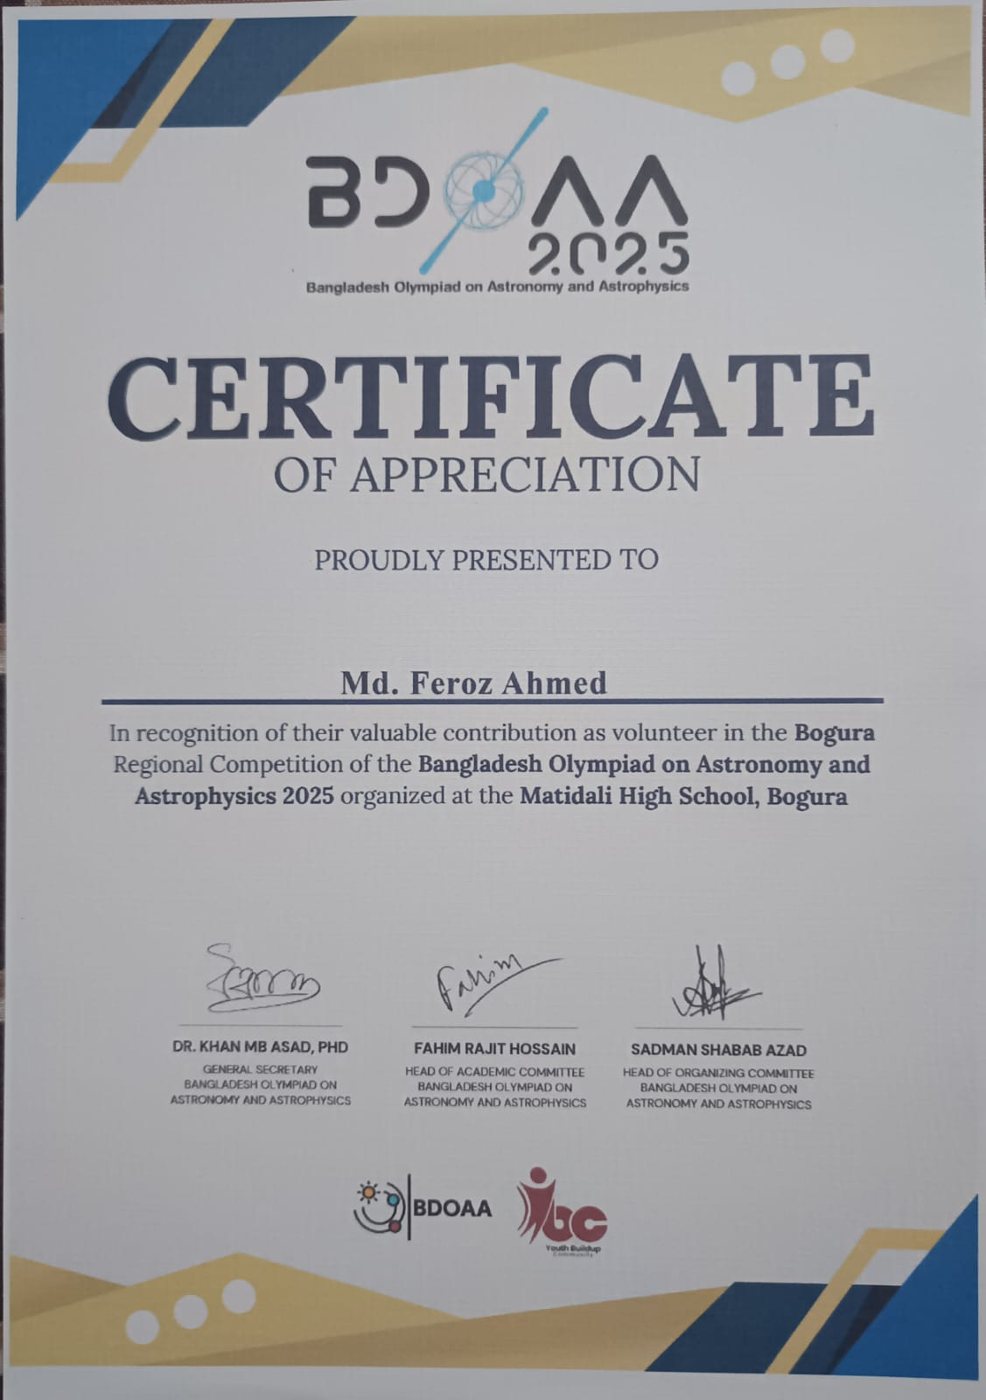 BDOAA
2025
Bangladesh Olympiad on Astronomy and Astrophysics
CERTIFICATE
OF APPRECIATION
PROUDLY PRESENTED TO
Md. Feroz Ahmed
In recognition of their valuable contribution as volunteer in the Bogura
Regional Competition of the Bangladesh Olympiad on Astronomy and
Astrophysics 2025 organized at the Matidali High School, Bogura
Fahim
DR. KHAN MB ASAD, PHD
GENERAL SECRETARY
BANGLADESH OLYMPIAD ON
ASTRONOMY AND ASTROPHYSICS
FAHIM RAJIT HOSSAIN
HEAD OF ACADEMIC COMMITTEE
BANGLADESH OLYMPIAD ON
ASTRONOMY AND ASTROPHYSICS
SADMAN SHABAB AZAD
HEAD OF ORGANIZING COMMITTEE
BANGLADESH OLYMPIAD ON
ASTRONOMY AND ASTROPHYSICS
BDOAA
Youth Buildup
Community